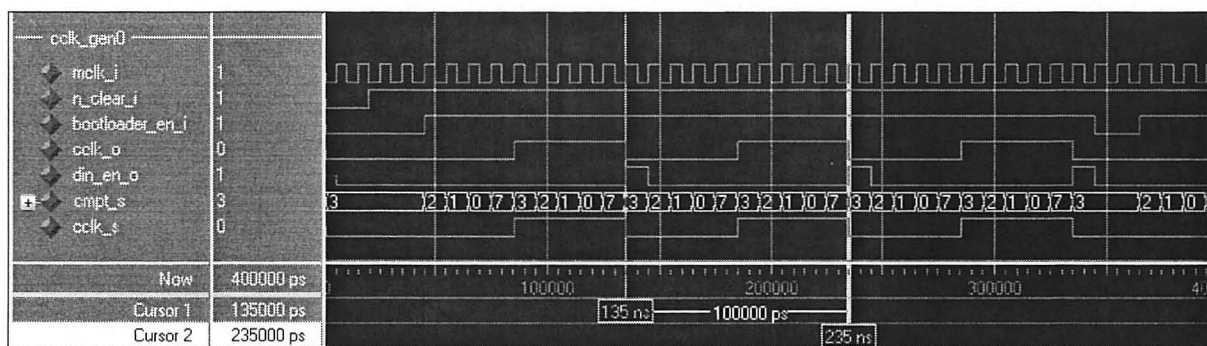 cclk_gen0
mclk_i 1
n_clear_i 1
bootloader_en_i 1
cclk_o 0
din_en_o 1
cmpt_s 3 3 2 1 0 7 3 2 1 0 7 3 2 1 0 7 3 2 1 0 7 3 2 1 0 7 3 2 1 0 7 3 2 1 0
cclk_s 0
Now 400000 ps 100000 200000 300000 40
Cursor 1 135000 ps 135 ns 100000 ps
Cursor 2 235000 ps 235 ns